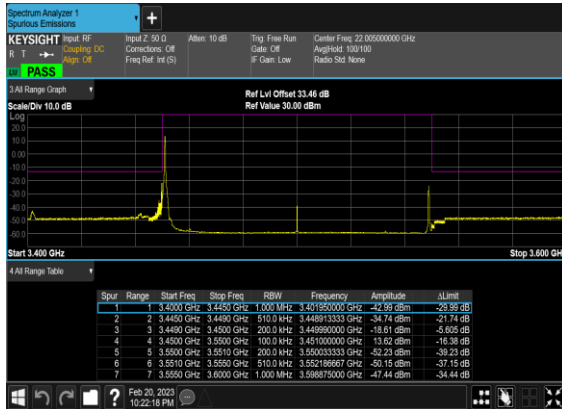 Spectrum Analyzer 1
Spurious Emissions
KEYSIGHT
R T
Input: RF
Coupling: DC
Align: Off
Input Z: 50 Ω
Corrections: Off
Freq Ref: Int (S)
Atten: 10 dB
Trig: Free Run
Gate: Off
IF Gain: Low
Center Freq: 22.005000000 GHz
Avg|Hold: 100/100
Radio Std: None
PASS
3 All Range Graph
Scale/Div 10.0 dB
Ref Lvl Offset 33.46 dB
Ref Value 30.00 dBm
Log
20.0
10.0
0.00
-10.0
-20.0
-30.0
-40.0
-50.0
-60.0
Start 3.400 GHz
Stop 3.600 GH
4 All Range Table
Spur Range Start Freq Stop Freq RBW Frequency Amplitude ΔLimit
1 1 3.4000 GHz 3.4450 GHz 1.000 MHz 3.401950000 GHz -42.99 dBm -29.99 dB
2 2 3.4450 GHz 3.4490 GHz 510.0 kHz 3.448913333 GHz -34.74 dBm -21.74 dB
3 3 3.4490 GHz 3.4500 GHz 200.0 kHz 3.449990000 GHz -18.61 dBm -5.605 dB
4 4 3.4500 GHz 3.5500 GHz 100.0 kHz 3.451000000 GHz 13.62 dBm -16.38 dB
5 5 3.5500 GHz 3.5510 GHz 200.0 kHz 3.550033333 GHz -52.23 dBm -39.23 dB
6 6 3.5510 GHz 3.5550 GHz 510.0 kHz 3.552186667 GHz -50.15 dBm -37.15 dB
7 7 3.5550 GHz 3.6000 GHz 1.000 MHz 3.598875000 GHz -47.44 dBm -34.44 dB
Feb 20, 2023
10:22:18 PM